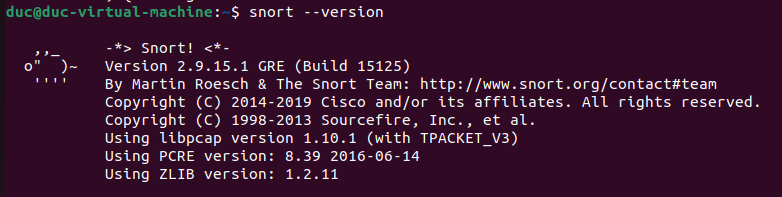 duc@duc-virtual-machine:~$ snort --version
,,_ -*> Snort! <*-
o" )~ Version 2.9.15.1 GRE (Build 15125)
'''' By Martin Roesch & The Snort Team: http://www.snort.org/contact#team
Copyright (C) 2014-2019 Cisco and/or its affiliates. All rights reserved.
Copyright (C) 1998-2013 Sourcefire, Inc., et al.
Using libpcap version 1.10.1 (with TPACKET_V3)
Using PCRE version: 8.39 2016-06-14
Using ZLIB version: 1.2.11